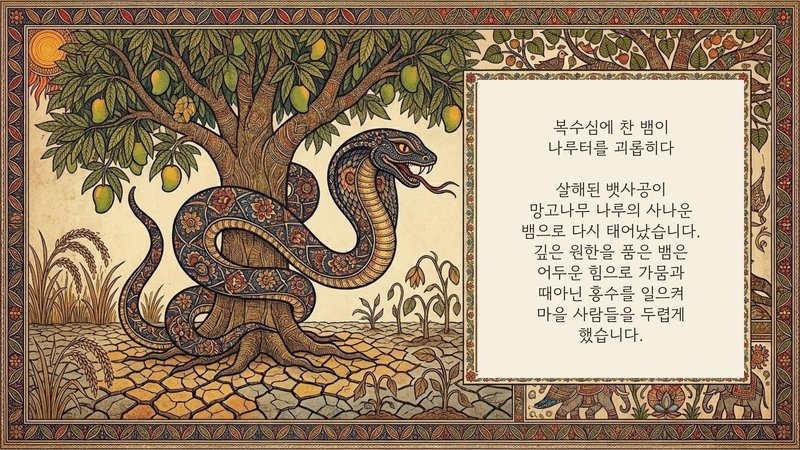 복수심에 찬 뱀이
나루터를 괴롭히다
살해된 뱃사공이
망고나무 나루의 사나운
뱀으로 다시 태어났습니다.
깊은 원한을 품은 뱀은
어두운 힘으로 가뭄과
때아닌 홍수를 일으켜
마을 사람들을 두렵게
했습니다.